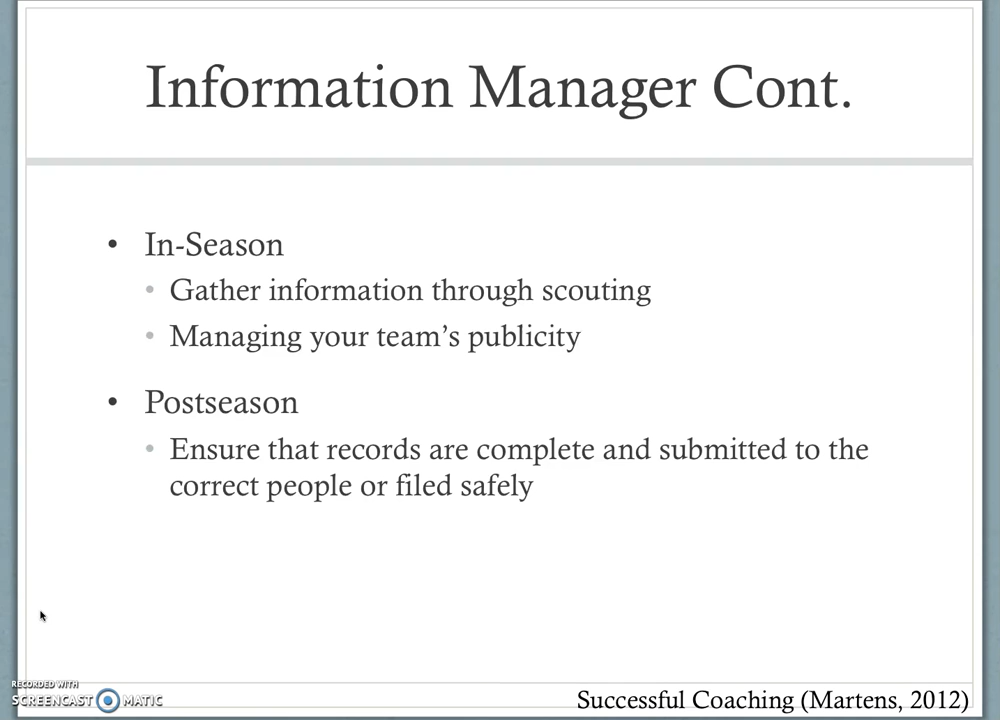 Information Manager Cont.
• In-Season
• Gather information through scouting
• Managing your team’s publicity
• Postseason
• Ensure that records are complete and submitted to the
correct people or filed safely
RECORDED WITH
SCREENCAST MATIC
Successful Coaching (Martens, 2012)